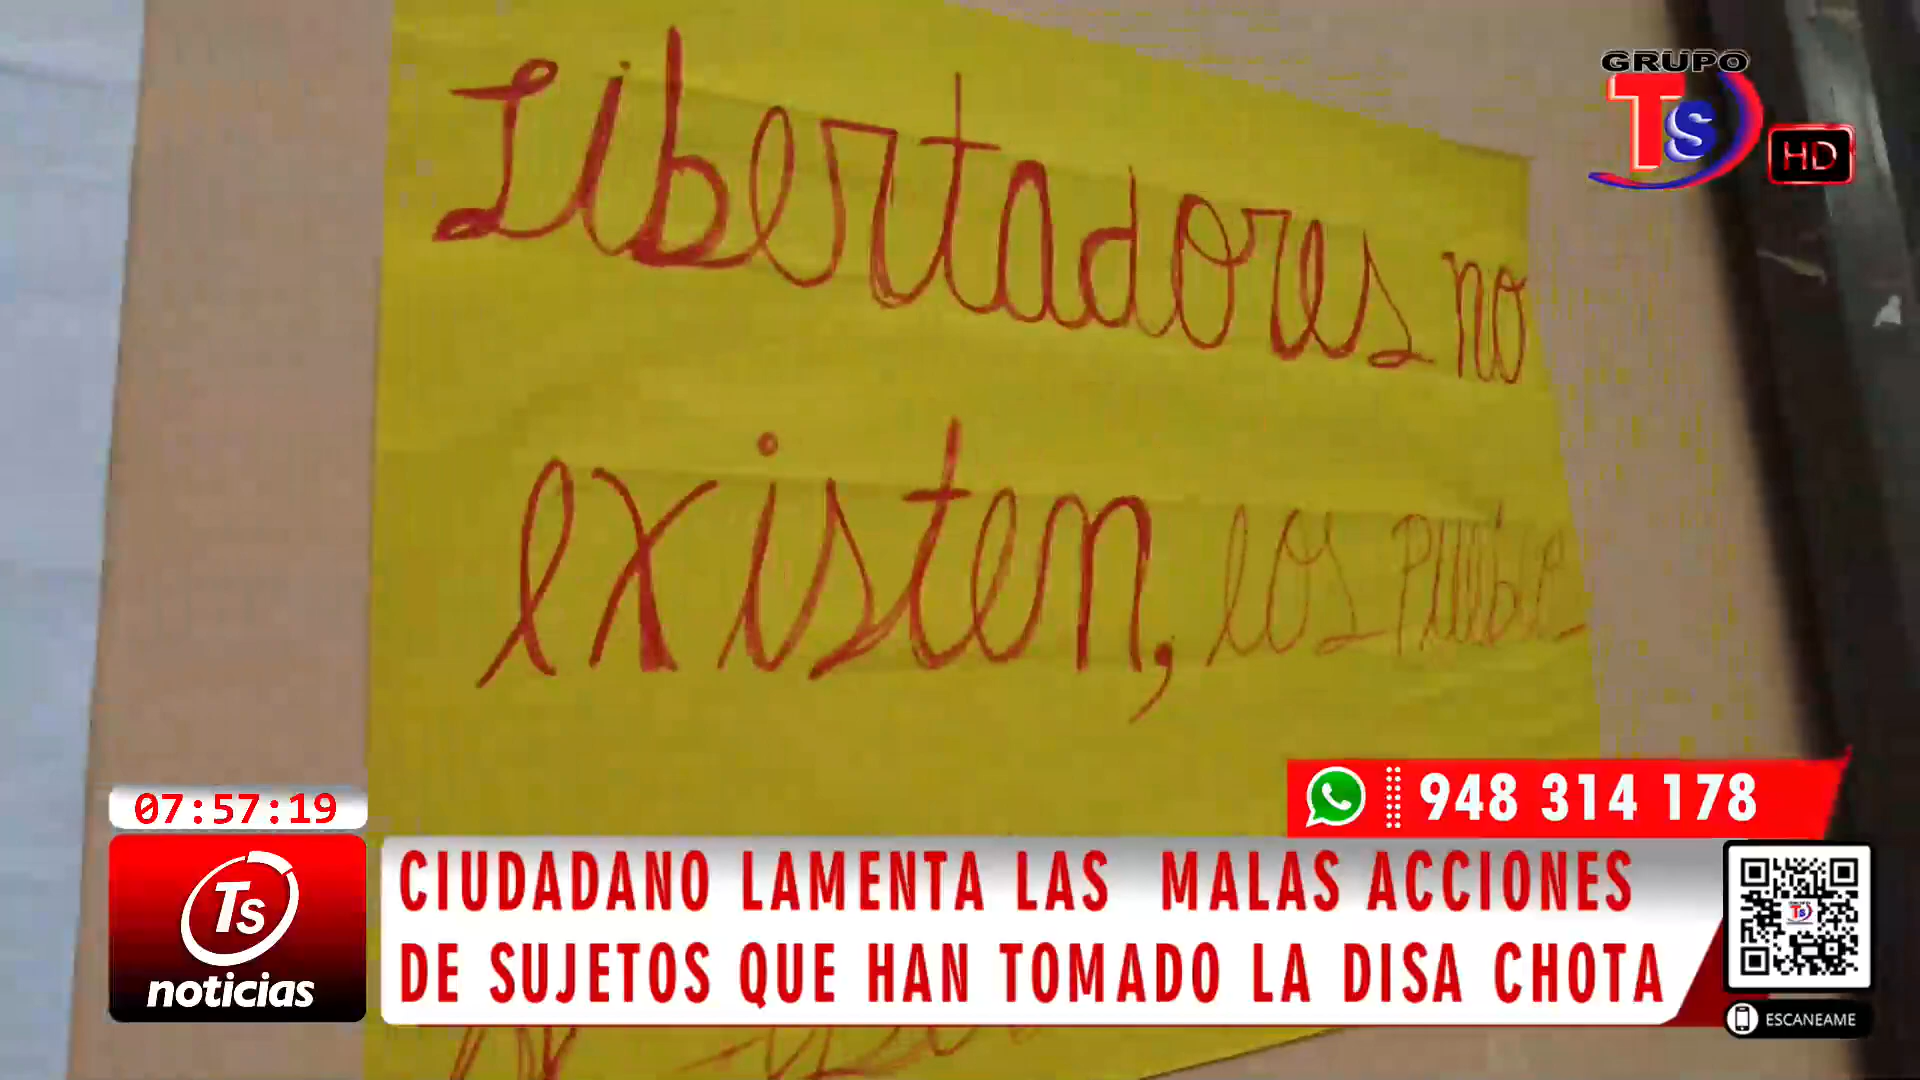 Libertadores no
existen, los pueble
GRUPO
Ts
HD
07:57:19
948 314 178
Ts
noticias
CIUDADANO LAMENTA LAS MALAS ACCIONES
DE SUJETOS QUE HAN TOMADO LA DISA CHOTA
ESCANEAME